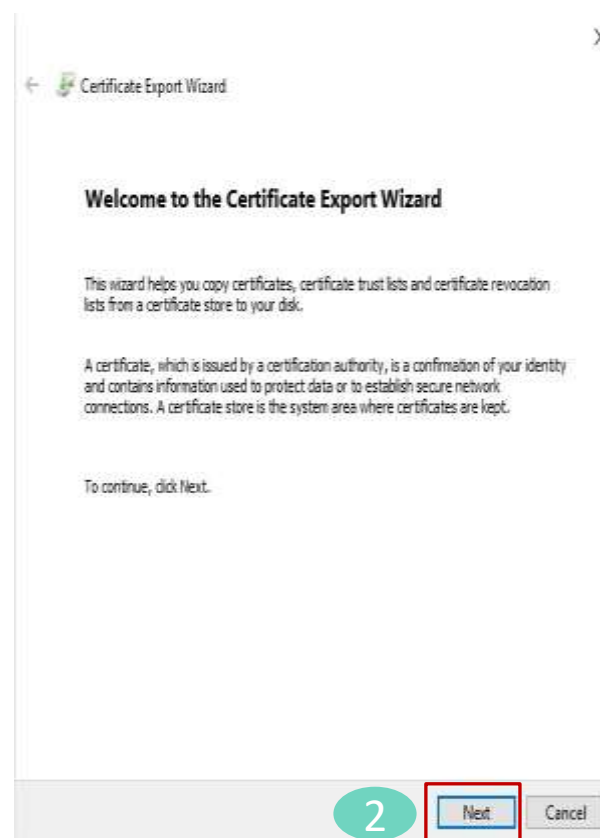 Certificate Export Wizard
Welcome to the Certificate Export Wizard
This wizard helps you copy certificates, certificate trust lists and certificate revocation
lists from a certificate store to your disk.
A certificate, which is issued by a certification authority, is a confirmation of your identity
and contains information used to protect data or to establish secure network
connections. A certificate store is the system area where certificates are kept.
To continue, click Next.
2 Next Cancel